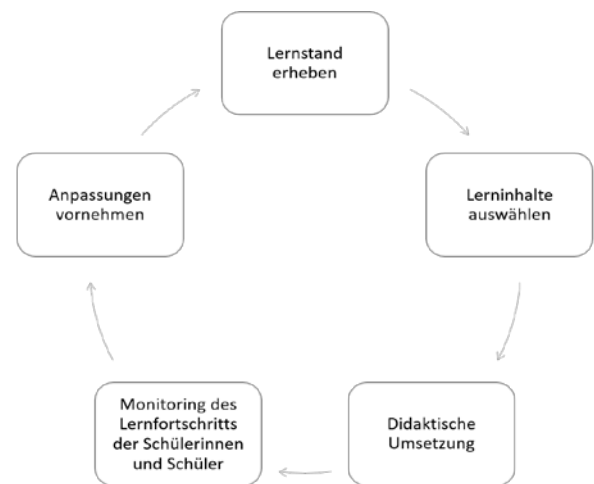 Lernstand
erheben
Lerninhalte
auswählen
Didaktische
Umsetzung
Monitoring des
Lernfortschritts
der Schülerinnen
und Schüler
Anpassungen
vornehmen